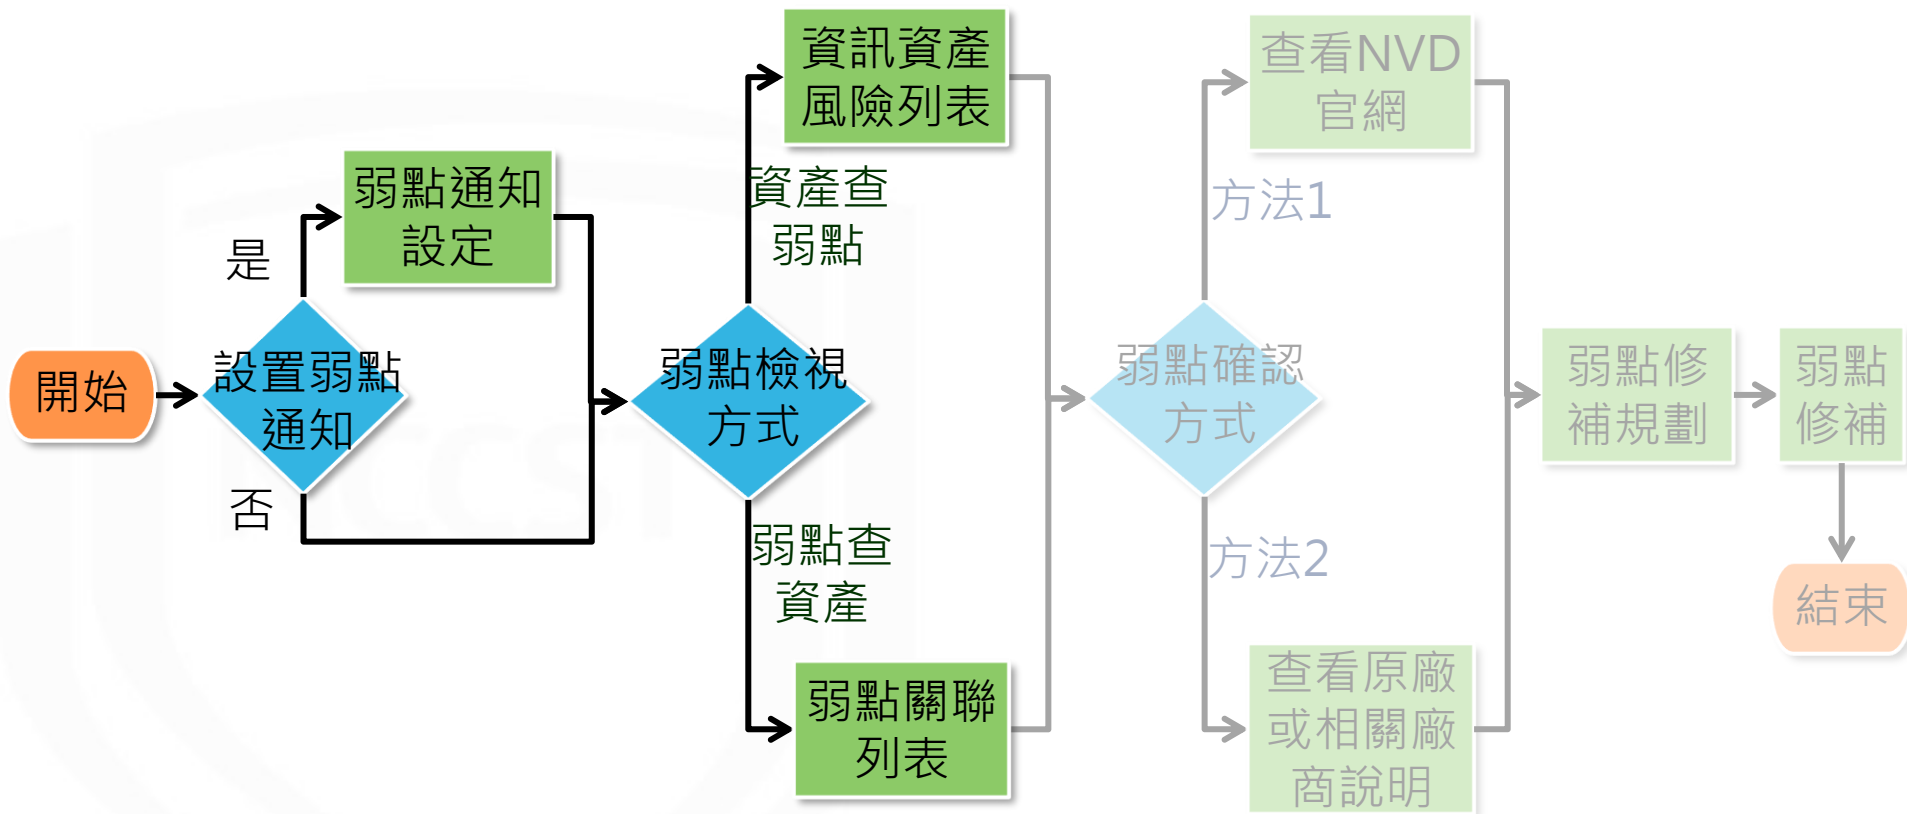 開始
設置弱點
通知
是
否
弱點通知
設定
弱點檢視
方式
資產查
弱點
弱點查
資產
資訊資產
風險列表
弱點關聯
列表
弱點確認
方式
方法1
方法2
查看NVD
官網
查看原廠
或相關廠
商說明
弱點修
補規劃
弱點
修補
結束